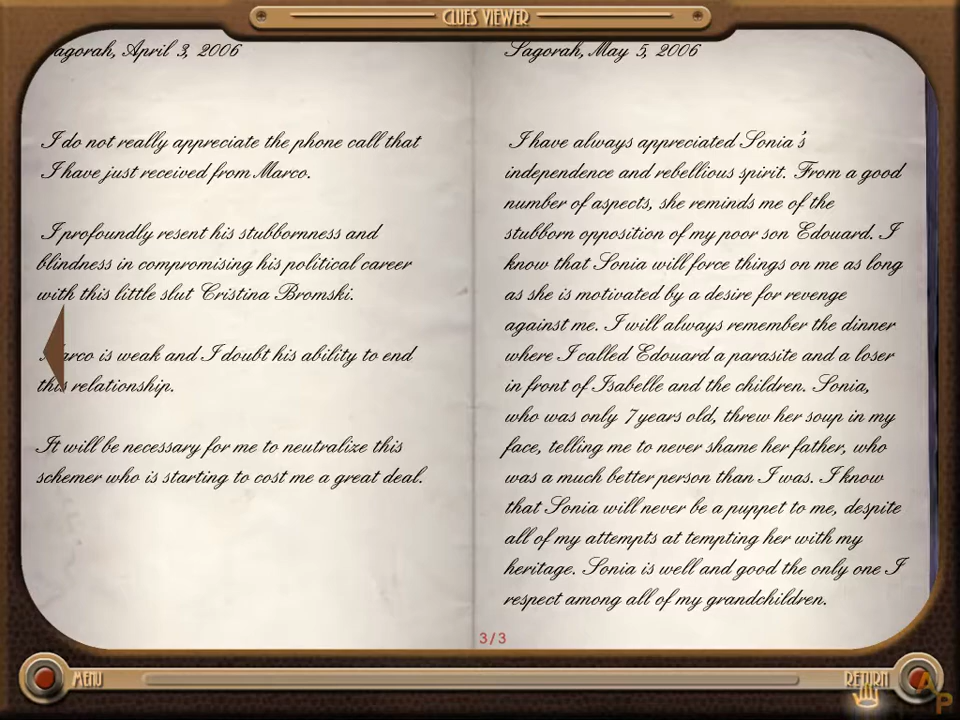 CLUES VIEWER
Sagorah, April 3, 2006
I do not really appreciate the phone call that
I have just received from Marco.
I profoundly resent his stubbornness and
blindness in compromising his political career
with this little slut Cristina Bromski.
Marco is weak and I doubt his ability to end
this relationship.
It will be necessary for me to neutralize this
schemer who is starting to cost me a great deal.
Sagorah, May 5, 2006
I have always appreciated Sonia's
independence and rebellious spirit. From a good
number of aspects, she reminds me of the
stubborn opposition of my poor son Edouard. I
know that Sonia will force things on me as long
as she is motivated by a desire for revenge
against me. I will always remember the dinner
where I called Edouard a parasite and a loser
in front of Isabelle and the children. Sonia,
who was only 7 years old, threw her soup in my
face, telling me to never shame her father, who
was a much better person than I was. I know
that Sonia will never be a puppet to me, despite
all of my attempts at tempting her with my
heritage. Sonia is well and good the only one I
respect among all of my grandchildren.
3/3
MENU
RETURN
AP